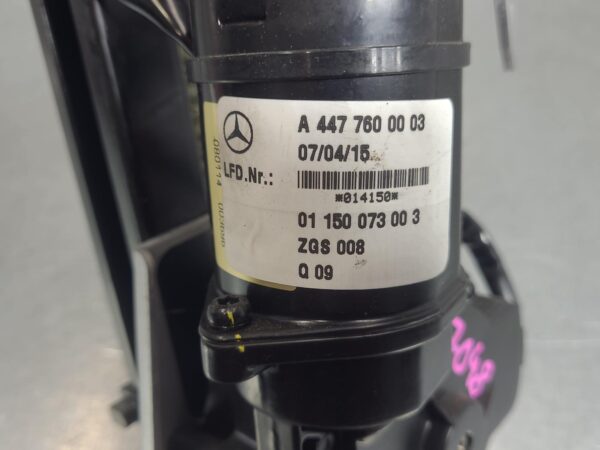 A 447 760 00 03
07/04/15
LFD.Nr.:
*014150*
01 150 073 00 3
ZGS 008
Q 09
080114